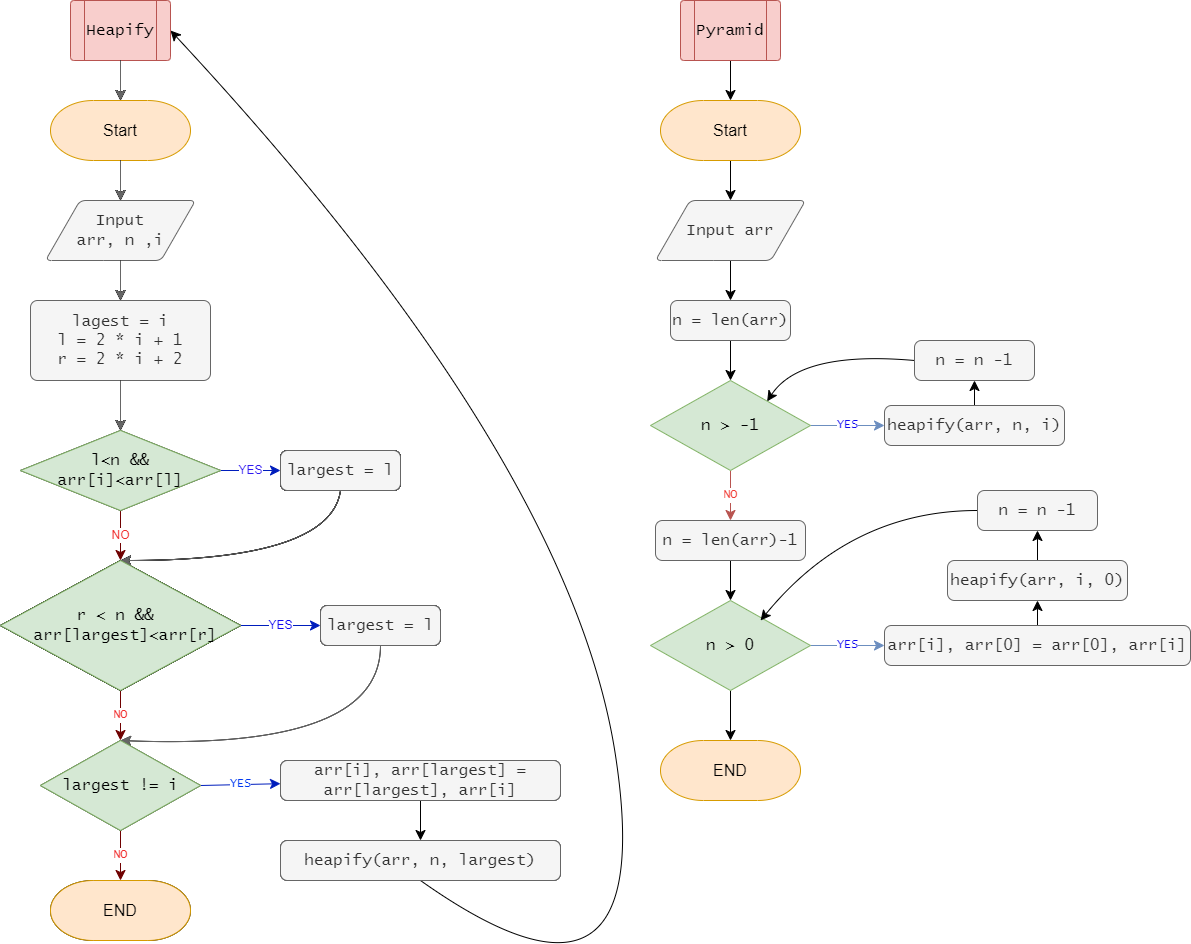 Heapify
Start
Input
arr, n ,i
lagest = i
l = 2 * i + 1
r = 2 * i + 2
l<n &&
arr[i]<arr[l]
YES
largest = l
NO
r < n &&
arr[largest]<arr[r]
YES
largest = l
NO
largest != i
YES
arr[i], arr[largest] =
arr[largest], arr[i]
heapify(arr, n, largest)
NO
END
Pyramid
Start
Input arr
n = len(arr)
n > -1
YES
heapify(arr, n, i)
n = n -1
NO
n = len(arr)-1
n > 0
YES
arr[i], arr[0] = arr[0], arr[i]
heapify(arr, i, 0)
n = n -1
END